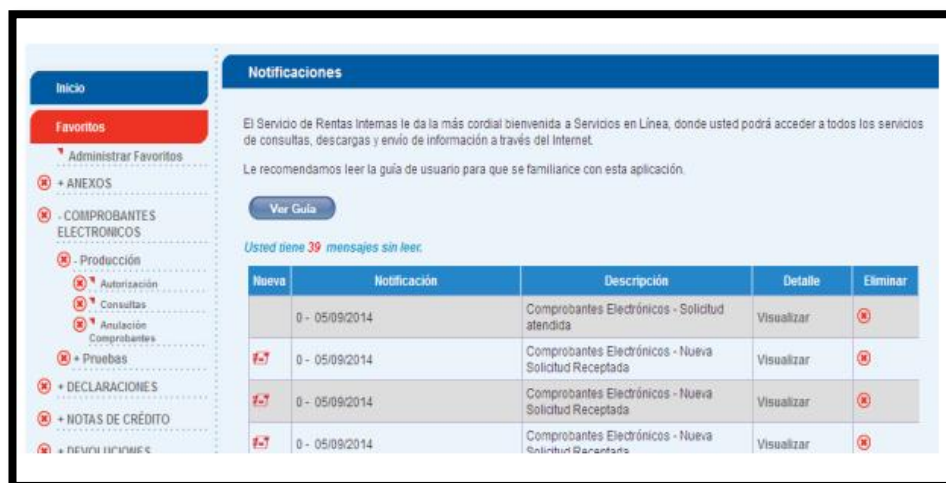 Inicio
Favoritos
Administrar Favoritos
+ ANEXOS
- COMPROBANTES
ELECTRONICOS
- Producción
Autorización
Consultas
Anulación
Comprobantes
+ Pruebas
+ DECLARACIONES
+ NOTAS DE CRÉDITO
+ DEVOLUCIONES
Notificaciones
El Servicio de Rentas Internas le da la más cordial bienvenida a Servicios en Línea, donde usted podrá acceder a todos los servicios
de consultas, descargas y envío de información a través del Internet.
Le recomendamos leer la guía de usuario para que se familiarice con esta aplicación.
Ver Guía
Usted tiene 39 mensajes sin leer.
Nueva Notificación Descripción Detalle Eliminar
0 - 05/09/2014 Comprobantes Electrónicos - Solicitud
atendida Visualizar
0 - 05/09/2014 Comprobantes Electrónicos - Nueva
Solicitud Receptada Visualizar
0 - 05/09/2014 Comprobantes Electrónicos - Nueva
Solicitud Receptada Visualizar
0 - 05/09/2014 Comprobantes Electrónicos - Nueva
Solicitud Receptada Visualizar